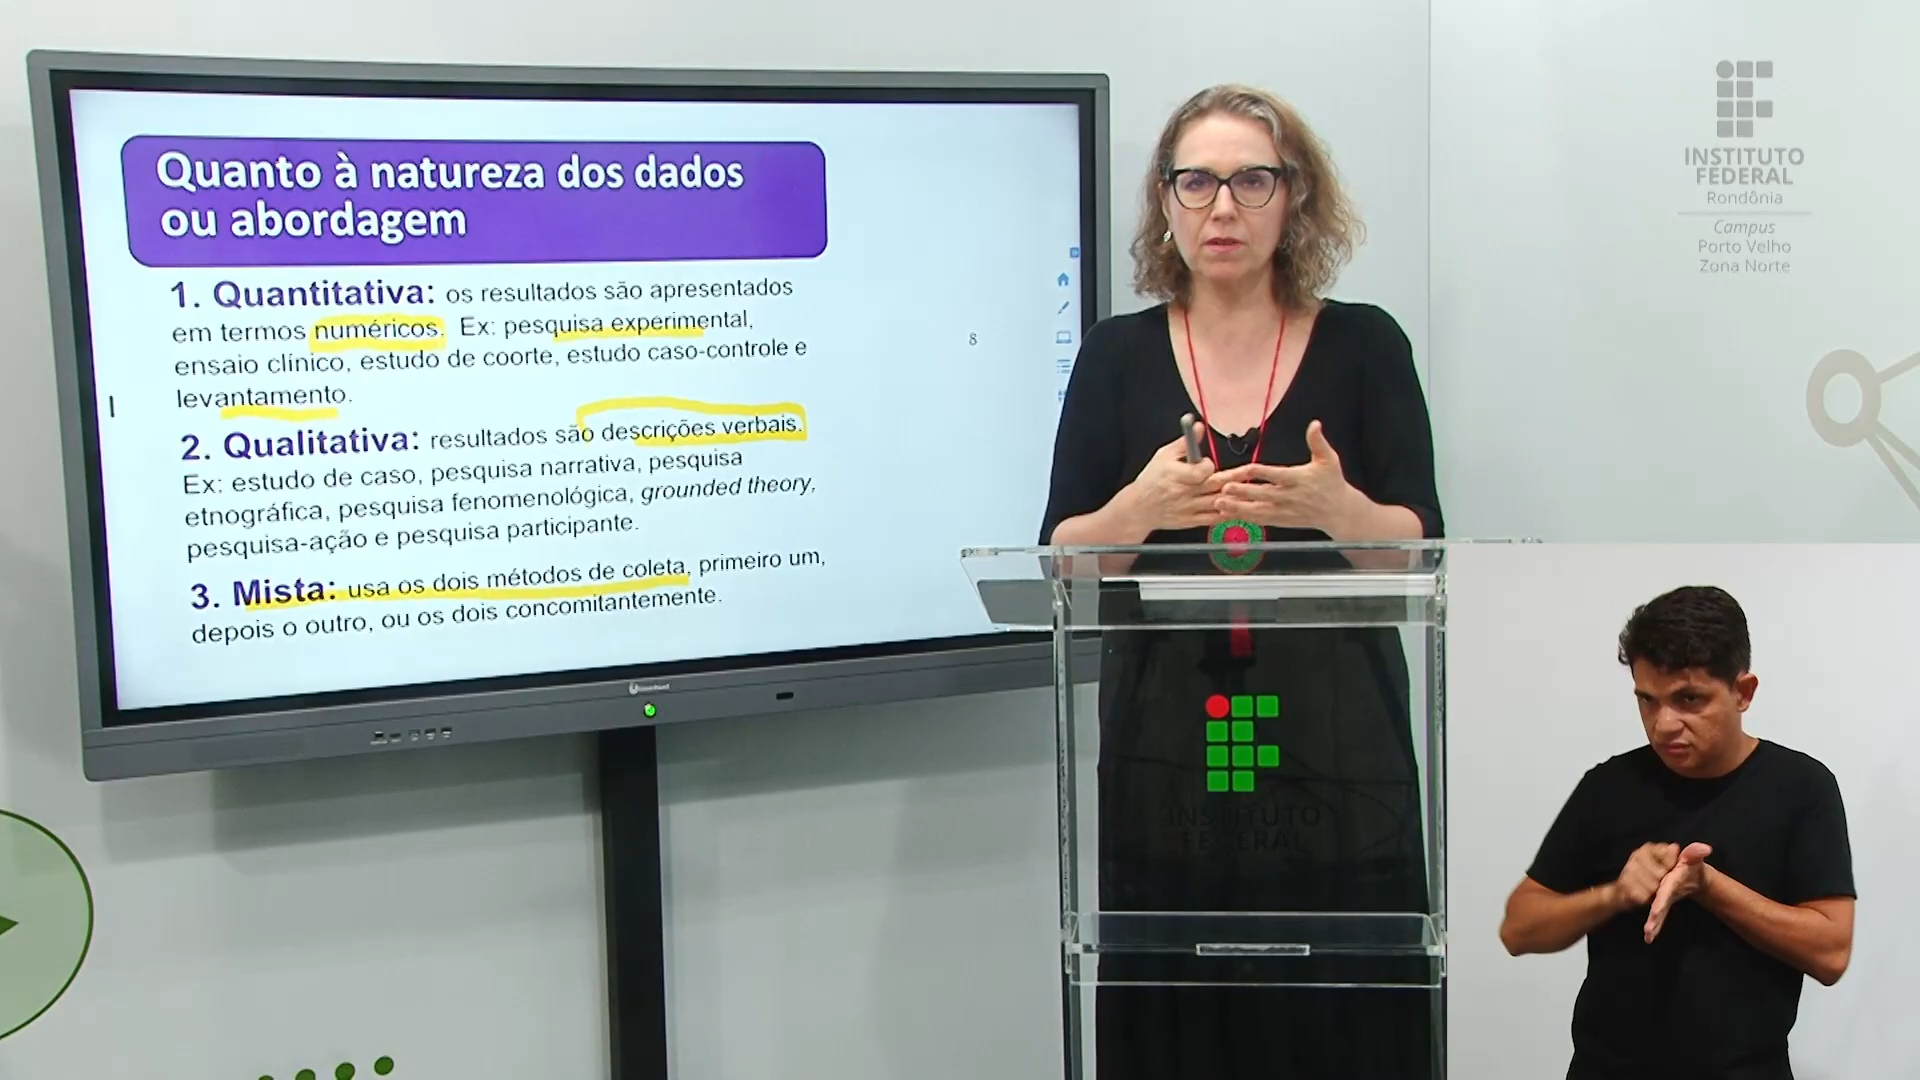 Quanto à natureza dos dados
ou abordagem
1. Quantitativa: os resultados são apresentados
em termos numéricos. Ex: pesquisa experimental,
ensaio clínico, estudo de coorte, estudo caso-controle e
levantamento.
2. Qualitativa: resultados são descrições verbais.
Ex: estudo de caso, pesquisa narrativa, pesquisa
etnográfica, pesquisa fenomenológica, grounded theory,
pesquisa-ação e pesquisa participante.
3. Mista: usa os dois métodos de coleta, primeiro um,
depois o outro, ou os dois concomitantemente.
8
INSTITUTO
FEDERAL
Rondônia
Campus
Porto Velho
Zona Norte
INSTITUTO
FEDERAL